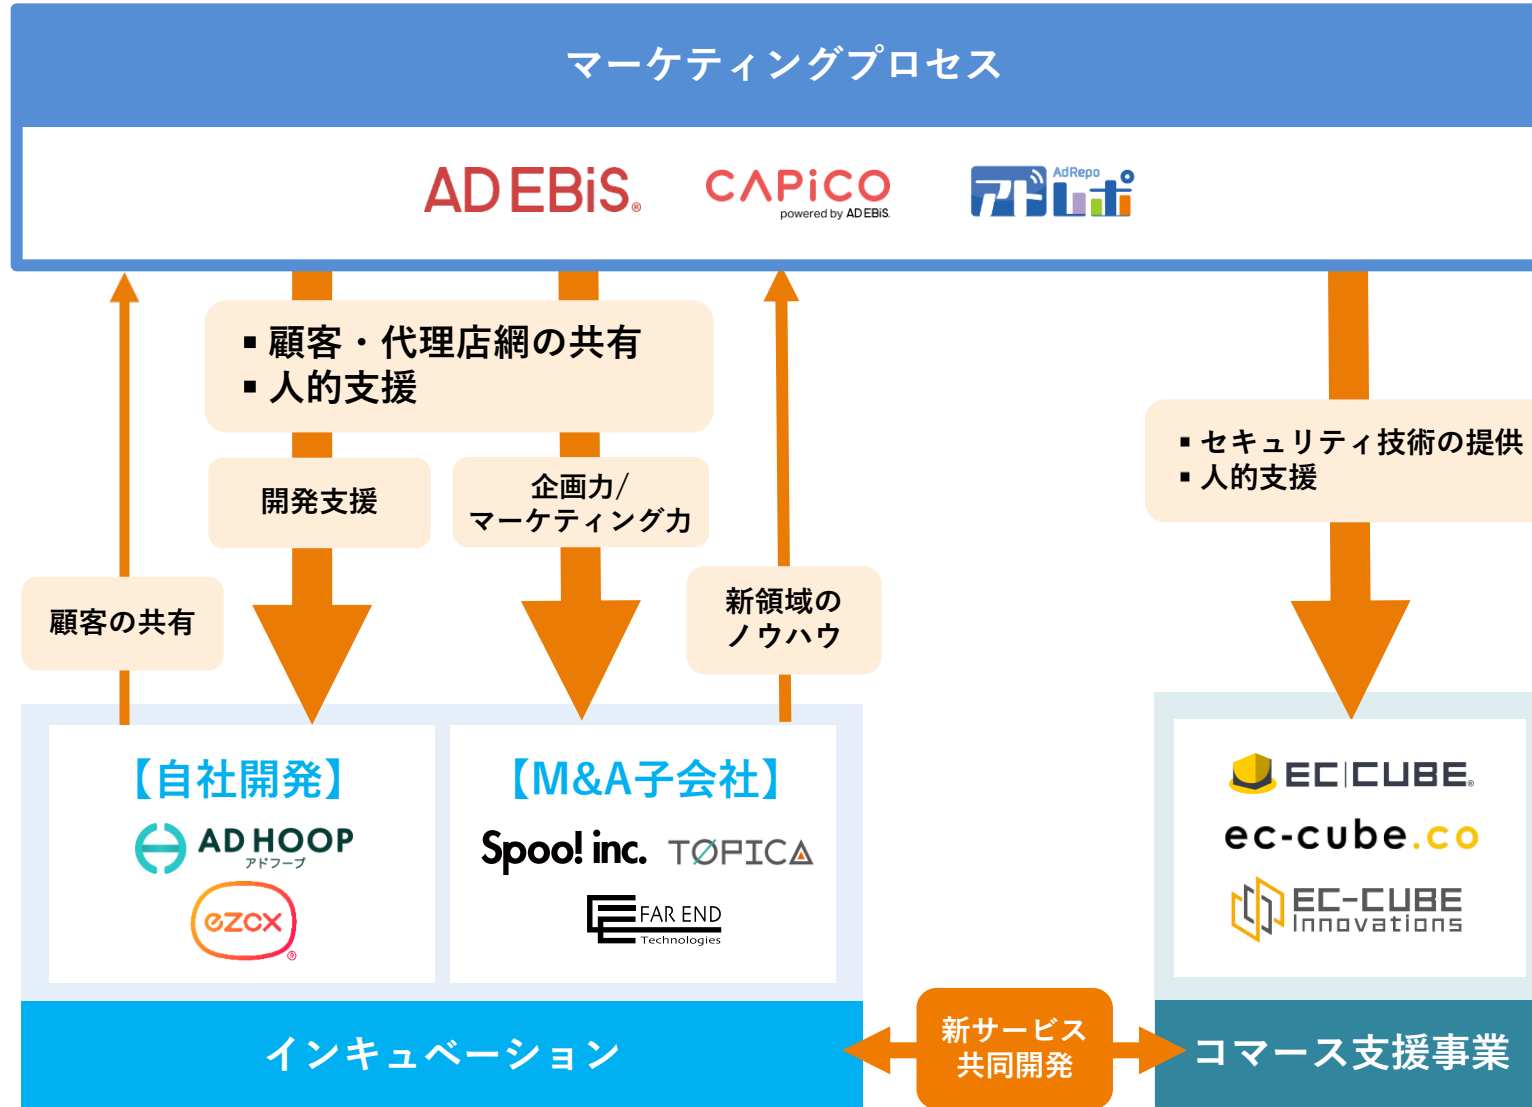 マーケティングプロセス
AD EBiS®
CAPiCO
powered by AD EBiS.
AdRepo
アドレポ
▪ 顧客・代理店網の共有
▪ 人的支援
開発支援
企画力/
マーケティング力
▪ セキュリティ技術の提供
▪ 人的支援
顧客の共有
新領域の
ノウハウ
【自社開発】
AD HOOP
アドフープ
ezcx®
【M&A子会社】
Spoo! inc.
TØPICA
FAR END
Technologies
EC CUBE®
ec-cube.co
EC-CUBE
innovations
インキュベーション
新サービス
共同開発
コマース支援事業